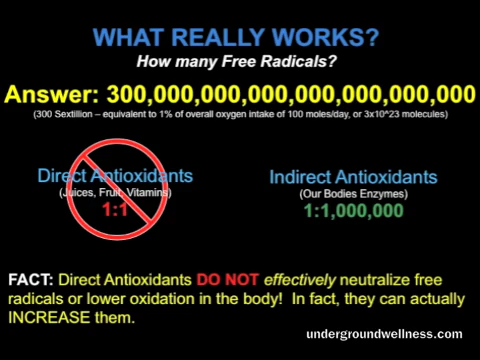 WHAT REALLY WORKS?
How many Free Radicals?
Answer: 300,000,000,000,000,000,000,000
(300 Sextillion – equivalent to 1% of overall oxygen intake of 100 moles/day, or 3x10^23 molecules)
Direct Antioxidants
(Juices, Fruit, Vitamins)
1:1
Indirect Antioxidants
(Our Bodies Enzymes)
1:1,000,000
FACT: Direct Antioxidants DO NOT effectively neutralize free
radicals or lower oxidation in the body! In fact, they can actually
INCREASE them.
undergroundwellness.com